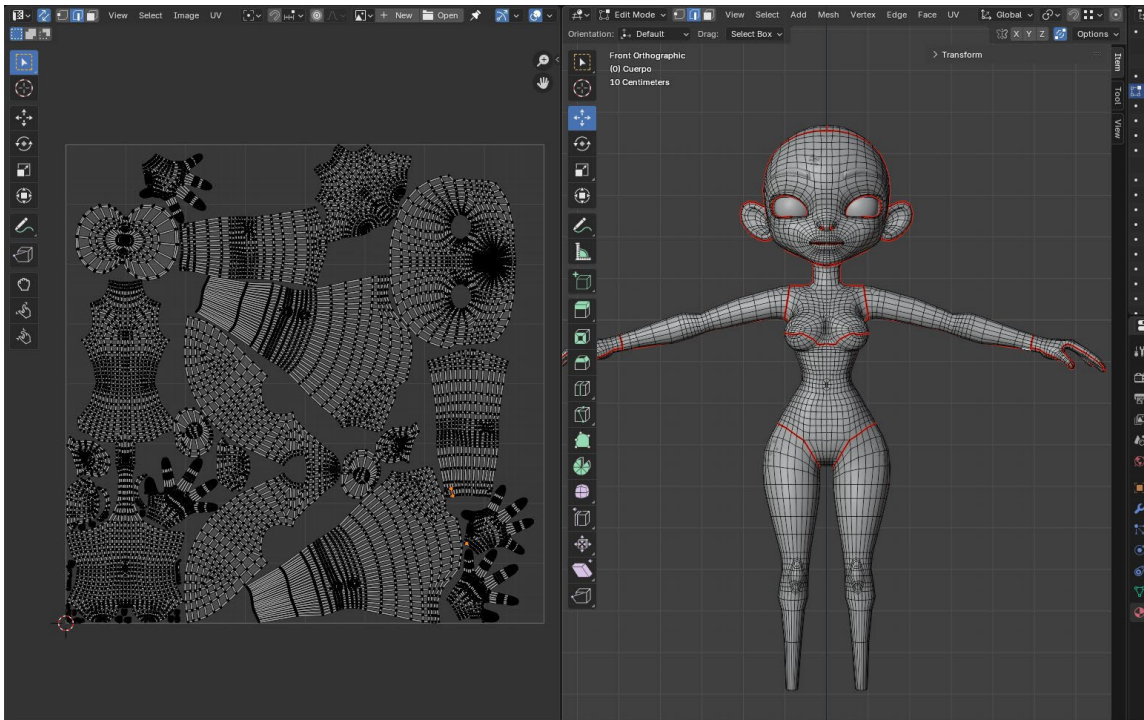 View Select Image UV
+ New Open
Edit Mode View Select Add Mesh Vertex Edge Face UV Global
Orientation: Default Drag: Select Box X Y Z Options
Front Orthographic
(0) Cuerpo
10 Centimeters
> Transform
Item
Tool
View